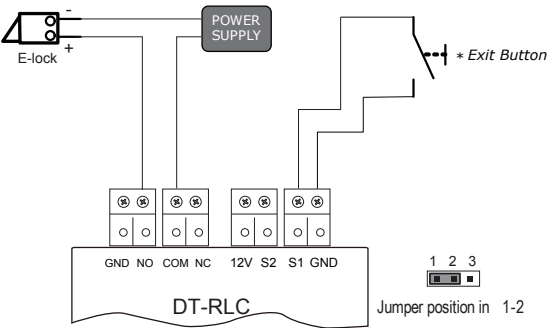 -
POWER
SUPPLY
+
E-lock
* Exit Button
GND NO COM NC 12V S2 S1 GND
1 2 3
DT-RLC
Jumper position in 1-2